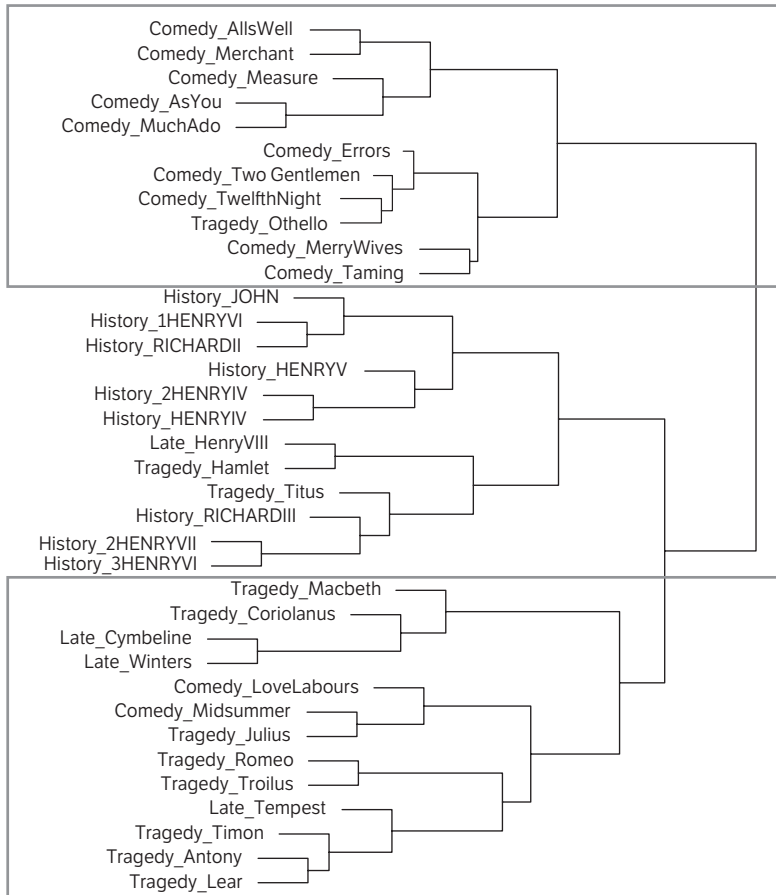 Comedy_AllsWell
Comedy_Merchant
Comedy_Measure
Comedy_AsYou
Comedy_MuchAdo
Comedy_Errors
Comedy_Two Gentlemen
Comedy_TwelfthNight
Tragedy_Othello
Comedy_MerryWives
Comedy_Taming
History_JOHN
History_1HENRYVI
History_RICHARDII
History_HENRYV
History_2HENRYIV
History_HENRYIV
Late_HenryVIII
Tragedy_Hamlet
Tragedy_Titus
History_RICHARDIII
History_2HENRYVII
History_3HENRYVI
Tragedy_Macbeth
Tragedy_Coriolanus
Late_Cymbeline
Late_Winters
Comedy_LoveLabours
Comedy_Midsummer
Tragedy_Julius
Tragedy_Romeo
Tragedy_Troilus
Late_Tempest
Tragedy_Timon
Tragedy_Antony
Tragedy_Lear